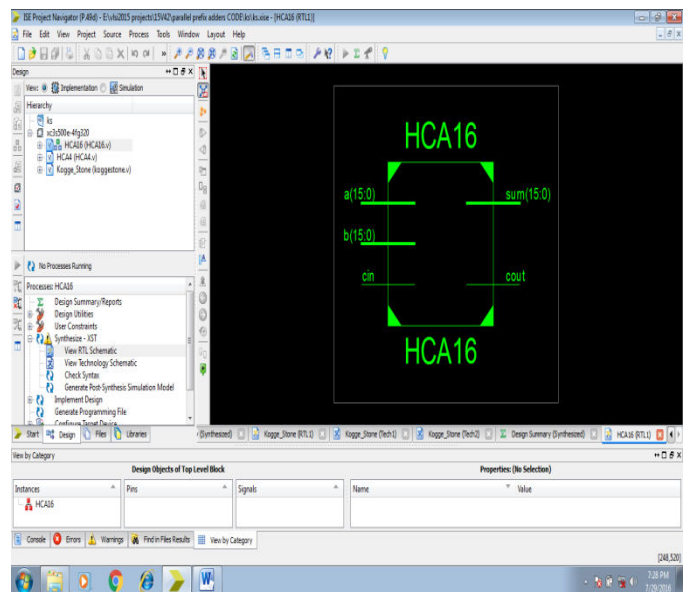 ISE Project Navigator (P.49d) - E:\vlsi2015 projects\15V42\parallel prefix adders CODE\ks\ks.xise - [HCA16 (RTL1)]
File Edit View Project Source Process Tools Window Layout Help
Design
View: Implementation Simulation
Hierarchy
ks
xc3s500e-4fg320
HCA16 (HCA16.v)
HCA4 (HCA4.v)
Kogge_Stone (koggestone.v)
No Processes Running
Processes: HCA16
Design Summary/Reports
Design Utilities
User Constraints
Synthesize - XST
View RTL Schematic
View Technology Schematic
Check Syntax
Generate Post-Synthesis Simulation Model
Implement Design
Generate Programming File
Configure Target Device
HCA16
a(15:0) sum(15:0)
b(15:0)
cin cout
HCA16
Start Design Files Libraries
(Synthesized) Kogge_Stone (RTL1) Kogge_Stone (Tech1) Kogge_Stone (Tech2) Design Summary (Synthesized) HCA16 (RTL1)
View by Category
Design Objects of Top Level Block Properties: (No Selection)
Instances Pins Signals Name Value
HCA16
Console Errors Warnings Find in Files Results View by Category
[248,520]
7:28 PM
7/29/2016